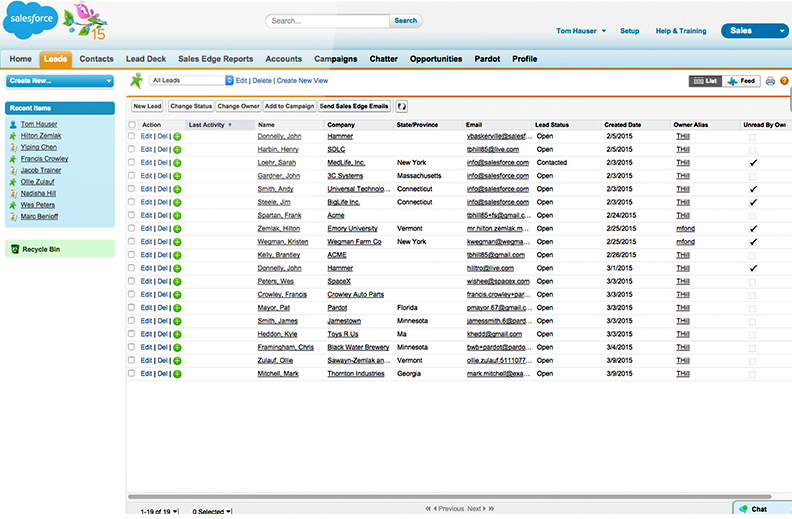 salesforce
15
Search... Search
Tom Hauser Setup Help & Training Sales
Home Leads Contacts Lead Deck Sales Edge Reports Accounts Campaigns Chatter Opportunities Pardot Profile
Create New...
All Leads Edit | Delete | Create New View List Feed
Recent Items
Tom Hauser
Hilton Zemlak
Yiping Chen
Francis Crowley
Jacob Trainer
Ollie Zulauf
Nadisha Hill
Wes Peters
Marc Benioff
Recycle Bin
New Lead Change Status Change Owner Add to Campaign Send Sales Edge Emails
Action Last Activity Name Company State/Province Email Lead Status Created Date Owner Alias Unread By Own
Edit | Del Donnelly, John Hammer vbaskerville@salesf... Open 2/5/2015 THill
Edit | Del Harbin, Henry SDLC tbhill85@live.com Open 2/5/2015 THill
Edit | Del Loehr, Sarah MedLife, Inc. New York info@salesforce.com Contacted 2/3/2015 THill
Edit | Del Gardner, John 3C Systems Massachusetts info@salesforce.com Open 2/3/2015 THill
Edit | Del Smith, Andy Universal Technolo... Connecticut info@salesforce.com Open 2/3/2015 THill
Edit | Del Steele, Jim BigLife Inc. Connecticut info@salesforce.com Open 2/3/2015 THill
Edit | Del Spartan, Frank Acme tbhill85+fs@gmail.c... Open 2/24/2015 THill
Edit | Del Zemlak, Hilton Emory University Vermont mr.hilton.zemlak.m... Open 2/25/2015 mfond
Edit | Del Wegman, Kristen Wegman Farm Co New York kwegman@wegma... Open 2/25/2015 mfond
Edit | Del Kelly, Brantley ACME tbhill85@gmail.com Open 2/26/2015 THill
Edit | Del Donnelly, John Hammer hilltro@live.com Open 3/1/2015 THill
Edit | Del Peters, Wes SpaceX wishee@spacex.com Open 3/3/2015 THill
Edit | Del Crowley, Francis Crowley Auto Parts francis.crowley+par... Open 3/3/2015 THill
Edit | Del Mayor, Pat Pardot Florida pmayor.67@gmail.c... Open 3/3/2015 THill
Edit | Del Smith, James Jamestown Minnesota jamessmith.6@pard... Open 3/3/2015 THill
Edit | Del Heddon, Kyle Toys R Us Ma khedd@gmail.com Open 3/3/2015 THill
Edit | Del Framingham, Chris Black Water Brewery Minnesota bwb+pardot@pardo... Open 3/4/2015 THill
Edit | Del Zulauf, Ollie Sawayn-Zemlak an... Vermont ollie.zulauf.5111077... Open 3/9/2015 THill
Edit | Del Mitchell, Mark Thornton Industries Georgia mark.mitchell@exa... Open 3/9/2015 THill
1-19 of 19 0 Selected Previous Next Chat